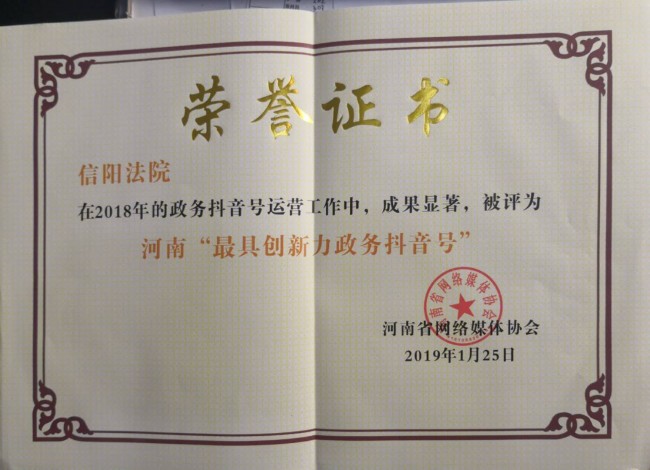 荣誉证书
信阳法院
在2018年的政务抖音号运营工作中，成果显著，被评为
河南“最具创新力政务抖音号”
河南省网络媒体协会
河南省网络媒体协会
2019年1月25日